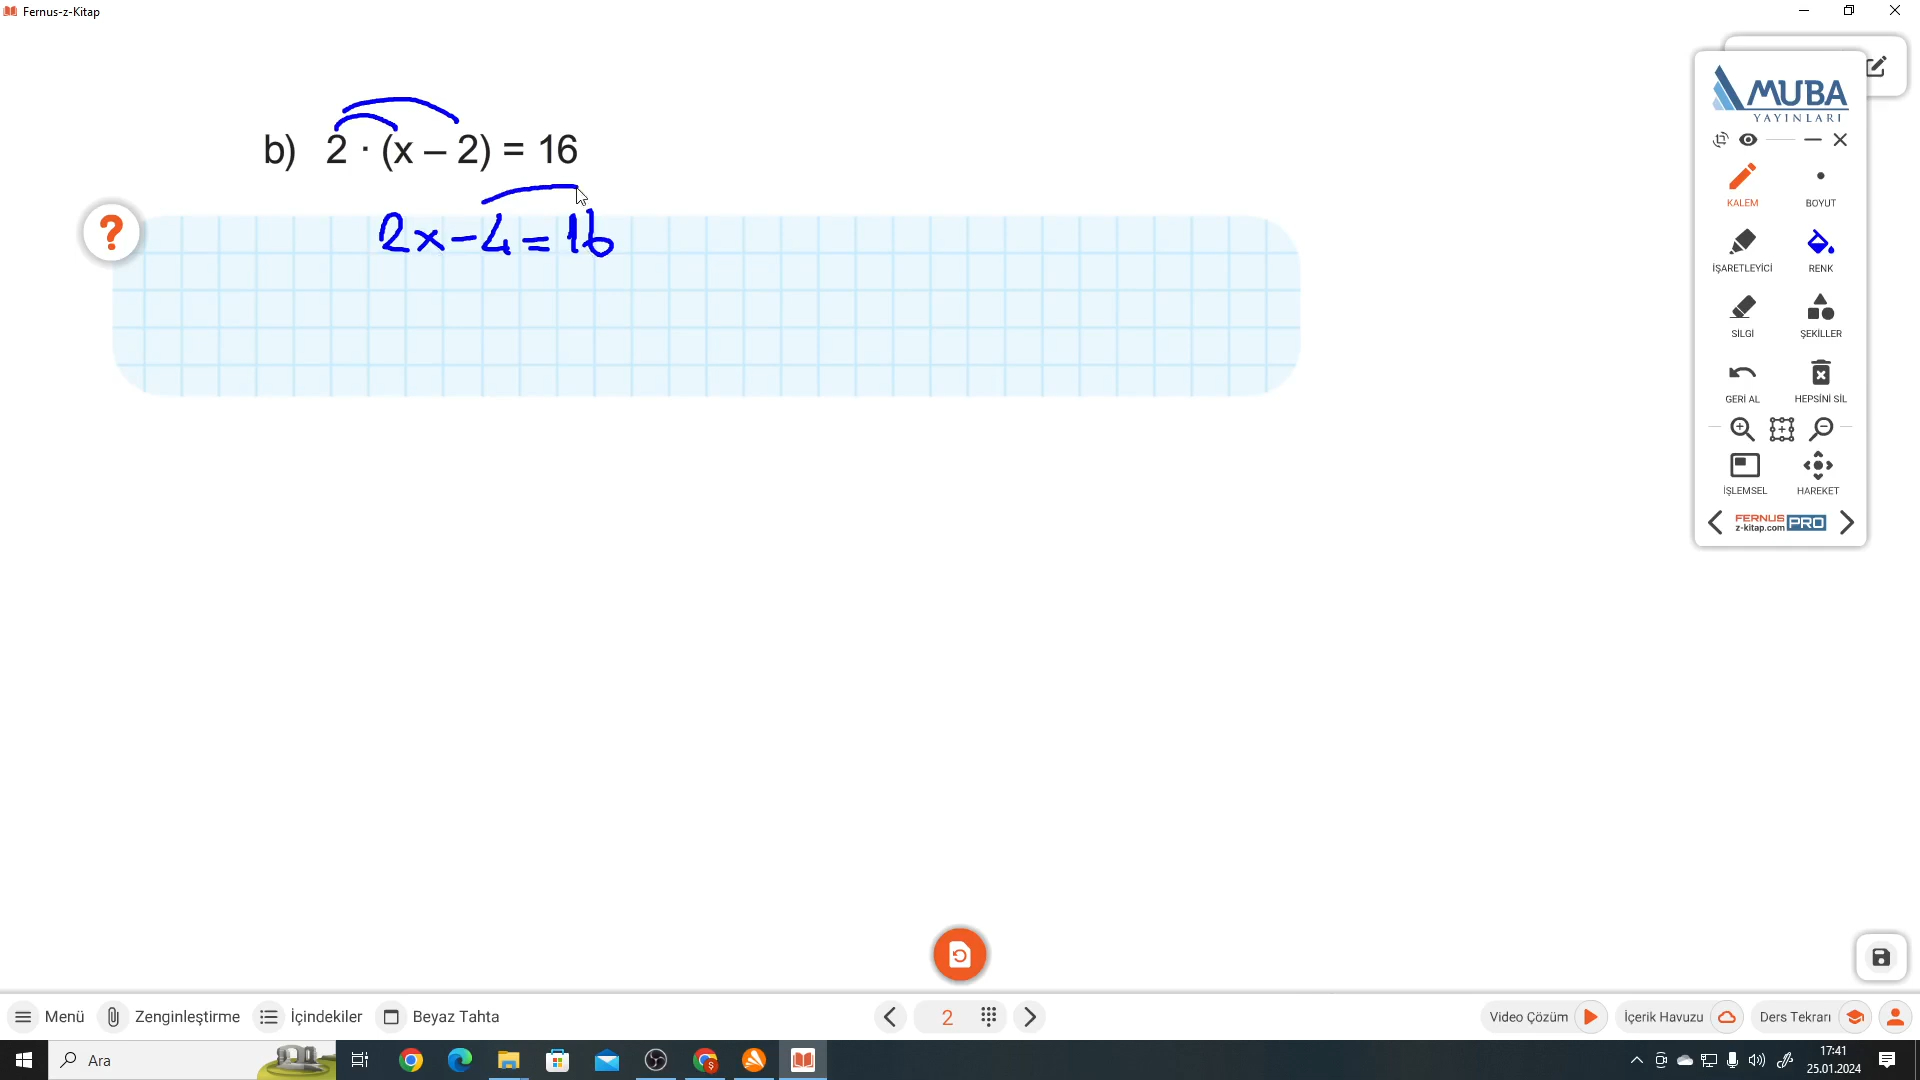 Fernus-z-Kitap
MUBA
YAYINLARI
b) 2 · (x – 2) = 16
2x-4=16
?
KALEM
BOYUT
İŞARETLEYİCİ
RENK
SİLGİ
ŞEKİLLER
GERİ AL
HEPSİNİ SİL
İŞLEMSEL
HAREKET
FERNUS
z-kitap.com PRO
Menü
Zenginleştirme
İçindekiler
Beyaz Tahta
2
Video Çözüm
İçerik Havuzu
Ders Tekrarı
Ara
17:41
25.01.2024